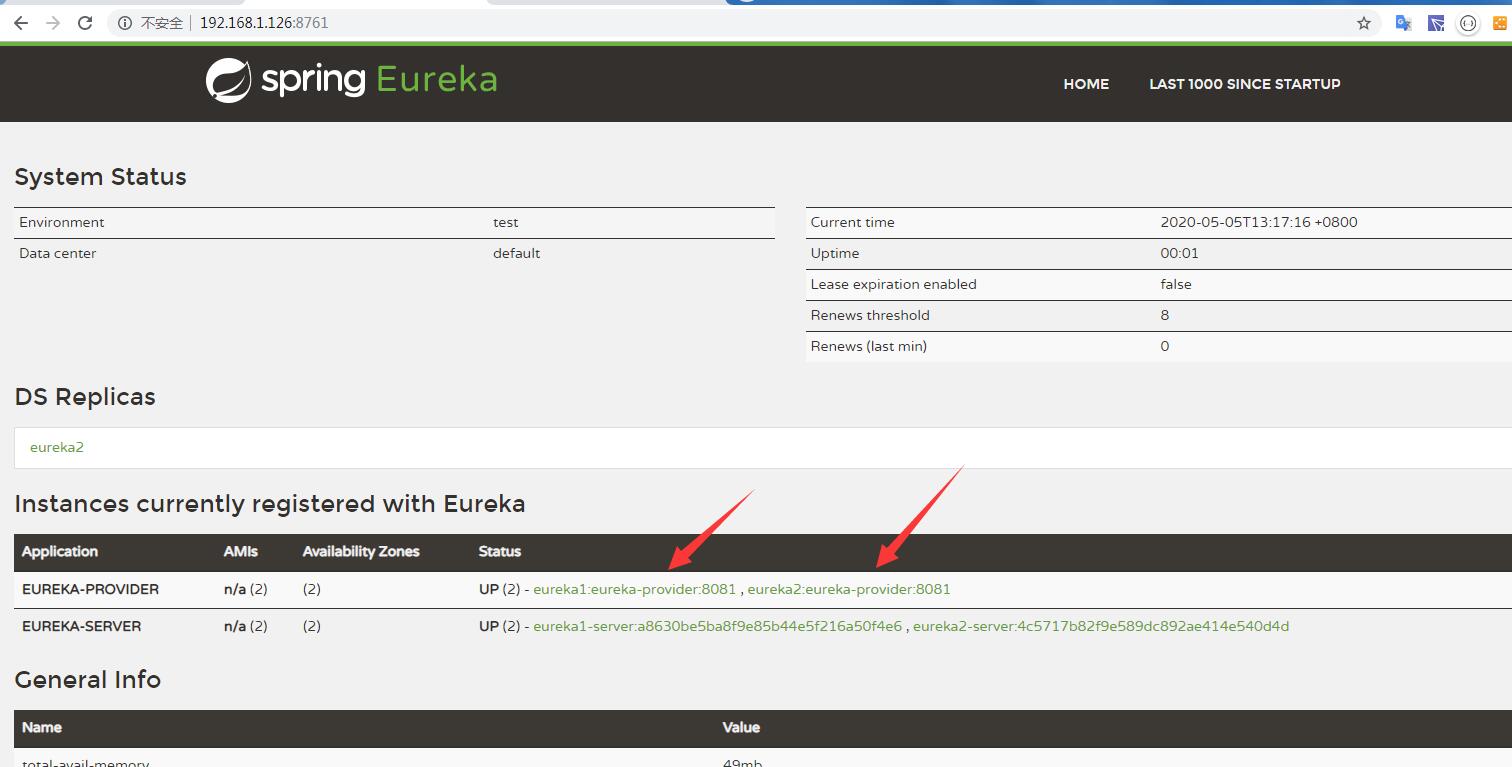 不安全 192.168.1.126:8761
spring Eureka
HOME LAST 1000 SINCE STARTUP
System Status
Environment test
Data center default
Current time 2020-05-05T13:17:16 +0800
Uptime 00:01
Lease expiration enabled false
Renews threshold 8
Renews (last min) 0
DS Replicas
eureka2
Instances currently registered with Eureka
Application AMIs Availability Zones Status
EUREKA-PROVIDER n/a (2) (2) UP (2) - eureka1:eureka-provider:8081 , eureka2:eureka-provider:8081
EUREKA-SERVER n/a (2) (2) UP (2) - eureka1-server:a8630be5ba8f9e85b44e5f216a50f4e6 , eureka2-server:4c5717b82f9e589dc892ae414e540d4d
General Info
Name Value
total-avail-memory 49mb